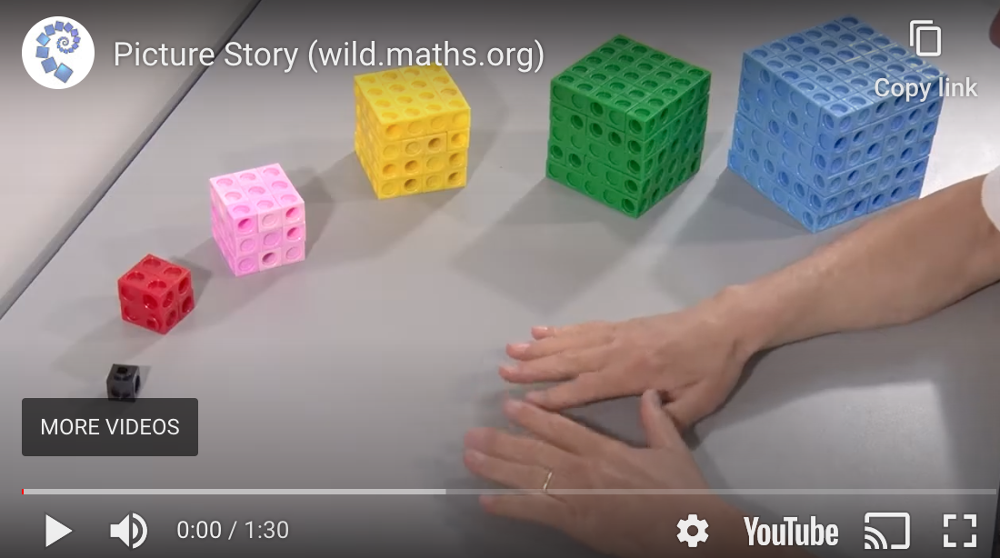 Picture Story (wild.maths.org)
Copy link
MORE VIDEOS
0:00 / 1:30
YouTube